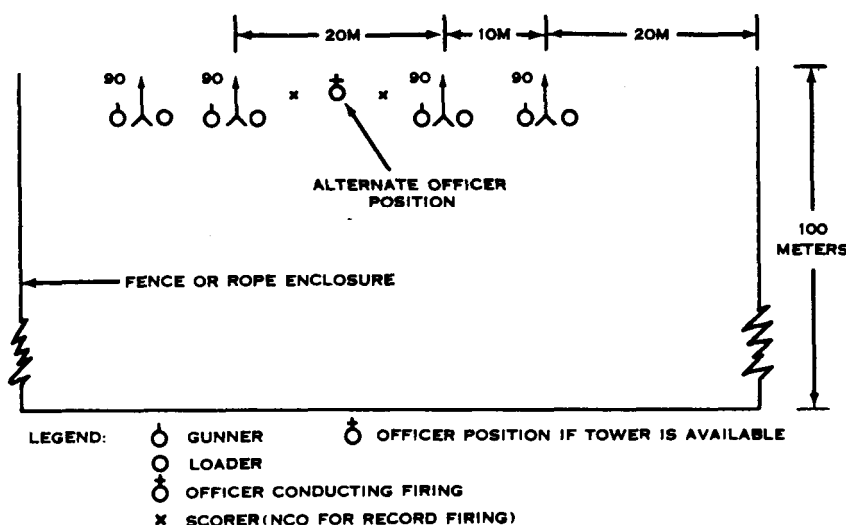 20M 10M 20M
90 90 90 90
x x
ALTERNATE OFFICER
POSITION
100
METERS
FENCE OR ROPE ENCLOSURE
LEGEND: GUNNER OFFICER POSITION IF TOWER IS AVAILABLE
LOADER
OFFICER CONDUCTING FIRING
x SCORER(NCO FOR RECORD FIRING)